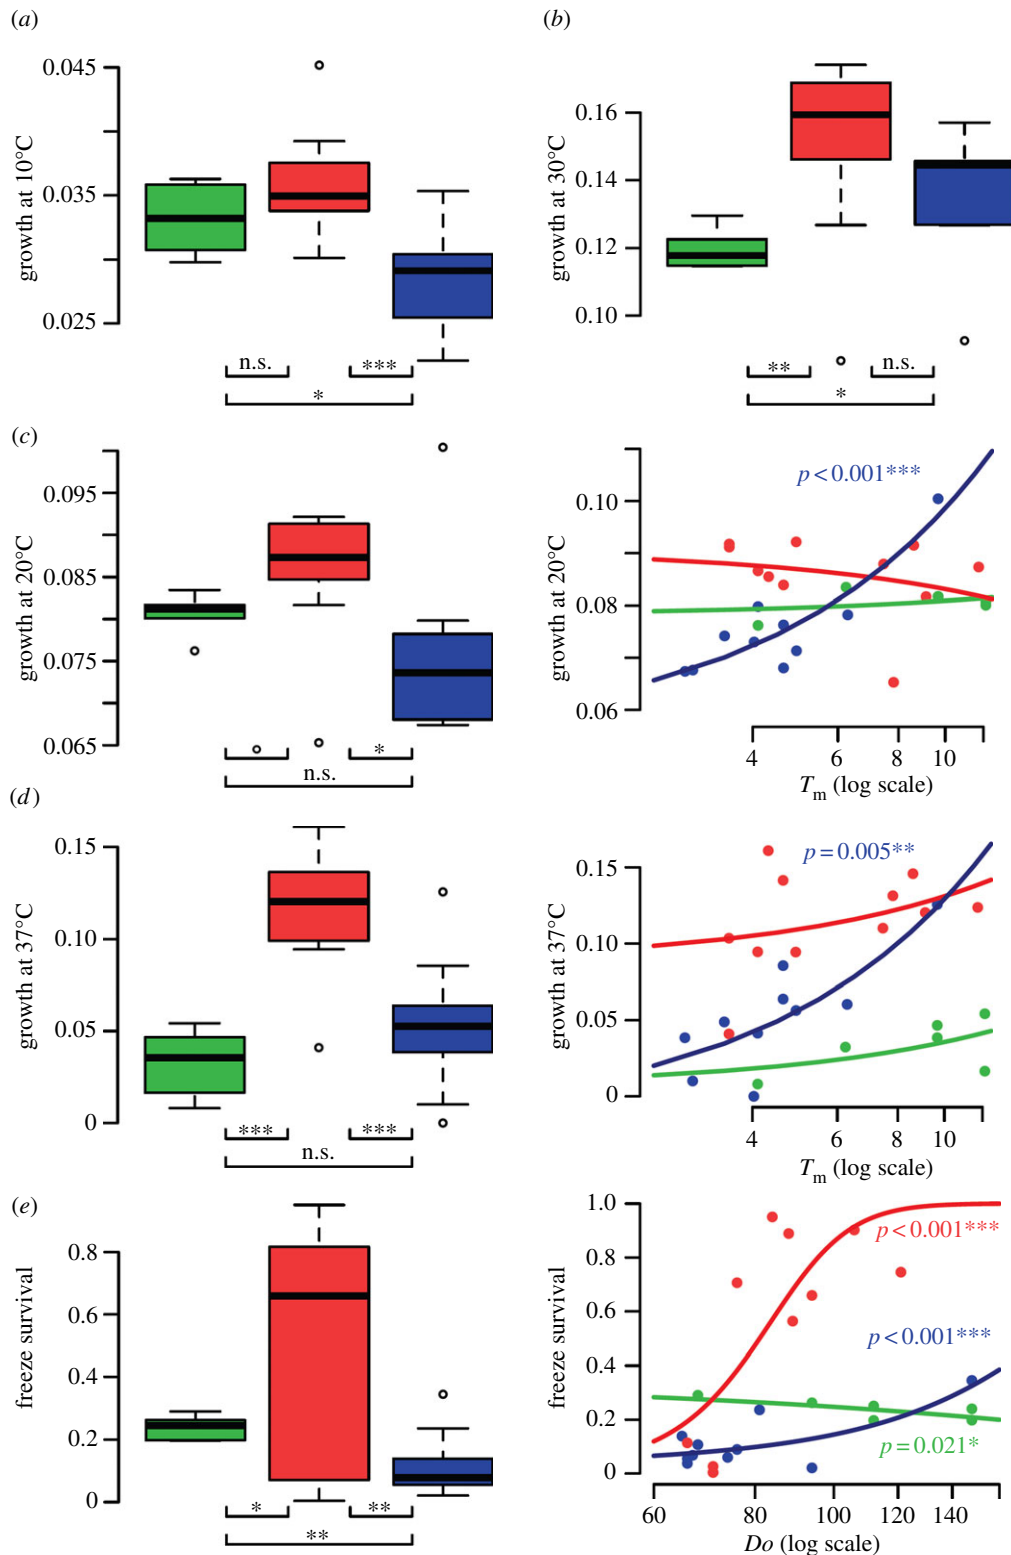 (a)
growth at 10°C
0.045
0.035
0.025
n.s.
***
*
(b)
growth at 30°C
0.16
0.14
0.12
0.10
**
n.s.
*
(c)
growth at 20°C
0.095
0.085
0.075
0.065
°
*
n.s.
growth at 20°C
0.10
0.08
0.06
p < 0.001***
4 6 8 10
Tm (log scale)
(d)
growth at 37°C
0.15
0.10
0.05
0
***
***
n.s.
growth at 37°C
0.15
0.10
0.05
0
p = 0.005**
4 6 8 10
Tm (log scale)
(e)
freeze survival
0.8
0.6
0.4
0.2
0
*
**
**
freeze survival
1.0
0.8
0.6
0.4
0.2
0
p < 0.001***
p < 0.001***
p = 0.021*
60 80 100 120 140
Do (log scale)